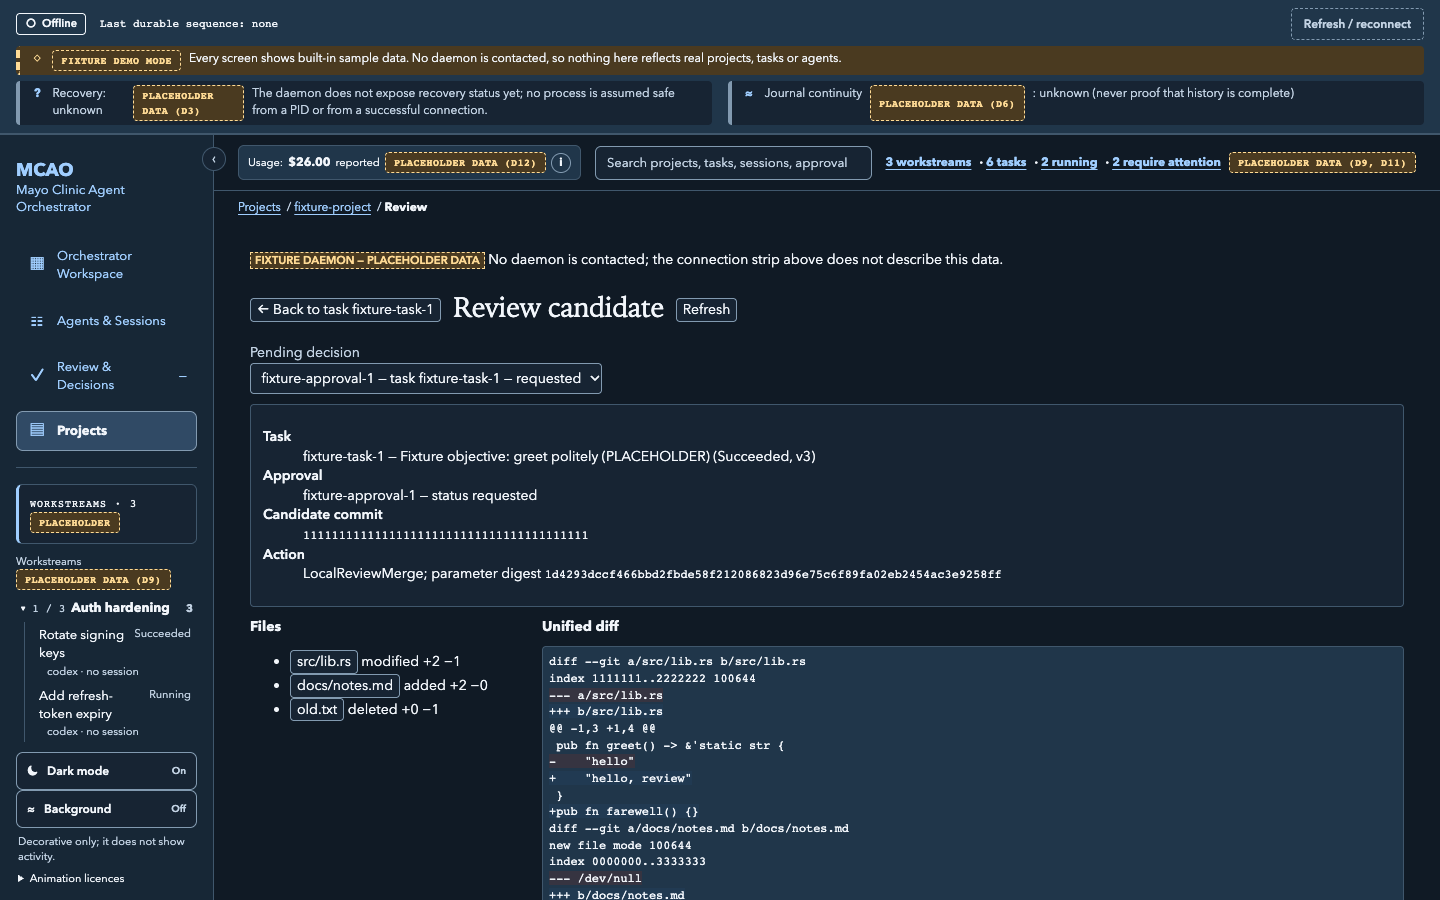 Offline
Last durable sequence: none
Refresh / reconnect
FIXTURE DEMO MODE Every screen shows built-in sample data. No daemon is contacted, so nothing here reflects real projects, tasks or agents.
? Recovery: unknown PLACEHOLDER DATA (D3) The daemon does not expose recovery status yet; no process is assumed safe from a PID or from a successful connection.
≈ Journal continuity PLACEHOLDER DATA (D6) : unknown (never proof that history is complete)
MCAO
Mayo Clinic Agent
Orchestrator
Orchestrator
Workspace
Agents & Sessions
Review &
Decisions –
Projects
WORKSTREAMS · 3
PLACEHOLDER
Workstreams
PLACEHOLDER DATA (D9)
▾ 1 / 3 Auth hardening 3
Rotate signing keys Succeeded
codex · no session
Add refresh-token expiry Running
codex · no session
Dark mode On
≈ Background Off
Decorative only; it does not show
activity.
▶ Animation licences
‹
Usage: $26.00 reported PLACEHOLDER DATA (D12) i
Search projects, tasks, sessions, approval
3 workstreams · 6 tasks · 2 running · 2 require attention PLACEHOLDER DATA (D9, D11)
Projects / fixture-project / Review
FIXTURE DAEMON — PLACEHOLDER DATA No daemon is contacted; the connection strip above does not describe this data.
← Back to task fixture-task-1 Review candidate Refresh
Pending decision
fixture-approval-1 — task fixture-task-1 — requested
Task
fixture-task-1 — Fixture objective: greet politely (PLACEHOLDER) (Succeeded, v3)
Approval
fixture-approval-1 — status requested
Candidate commit
1111111111111111111111111111111111111111
Action
LocalReviewMerge; parameter digest 1d4293dccf466bbd2fbde58f212086823d96e75c6f89fa02eb2454ac3e9258ff
Files
• src/lib.rs modified +2 −1
• docs/notes.md added +2 −0
• old.txt deleted +0 −1
Unified diff
diff --git a/src/lib.rs b/src/lib.rs
index 1111111..2222222 100644
--- a/src/lib.rs
+++ b/src/lib.rs
@@ -1,3 +1,4 @@
 pub fn greet() -> &'static str {
-    "hello"
+    "hello, review"
 }
+pub fn farewell() {}
diff --git a/docs/notes.md b/docs/notes.md
new file mode 100644
index 0000000..3333333
--- /dev/null
+++ b/docs/notes.md